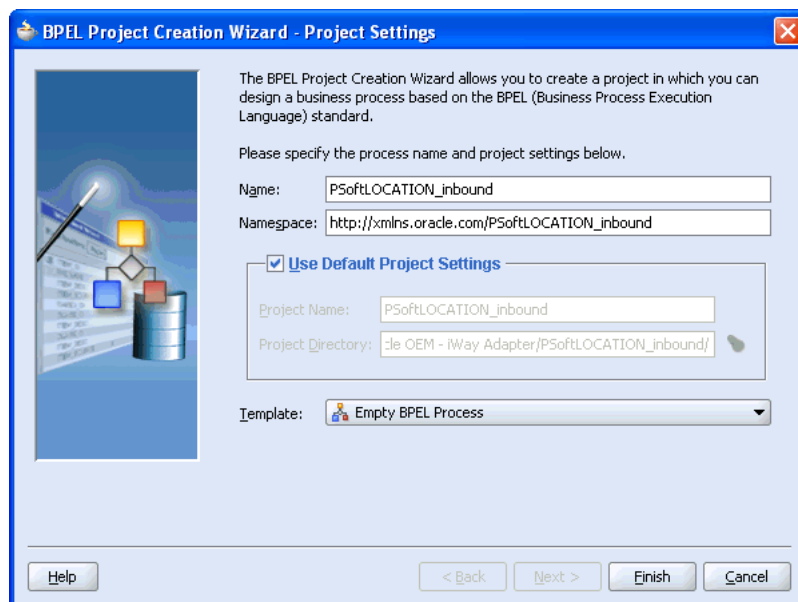 BPEL Project Creation Wizard - Project Settings
The BPEL Project Creation Wizard allows you to create a project in which you can
design a business process based on the BPEL (Business Process Execution
Language) standard.
Please specify the process name and project settings below.
Name: PSoftLOCATION_inbound
Namespace: http://xmlns.oracle.com/PSoftLOCATION_inbound
Use Default Project Settings
Project Name: PSoftLOCATION_inbound
Project Directory: cle OEM - iWay Adapter/PSoftLOCATION_inbound/
Template: Empty BPEL Process
Help < Back Next > Finish Cancel